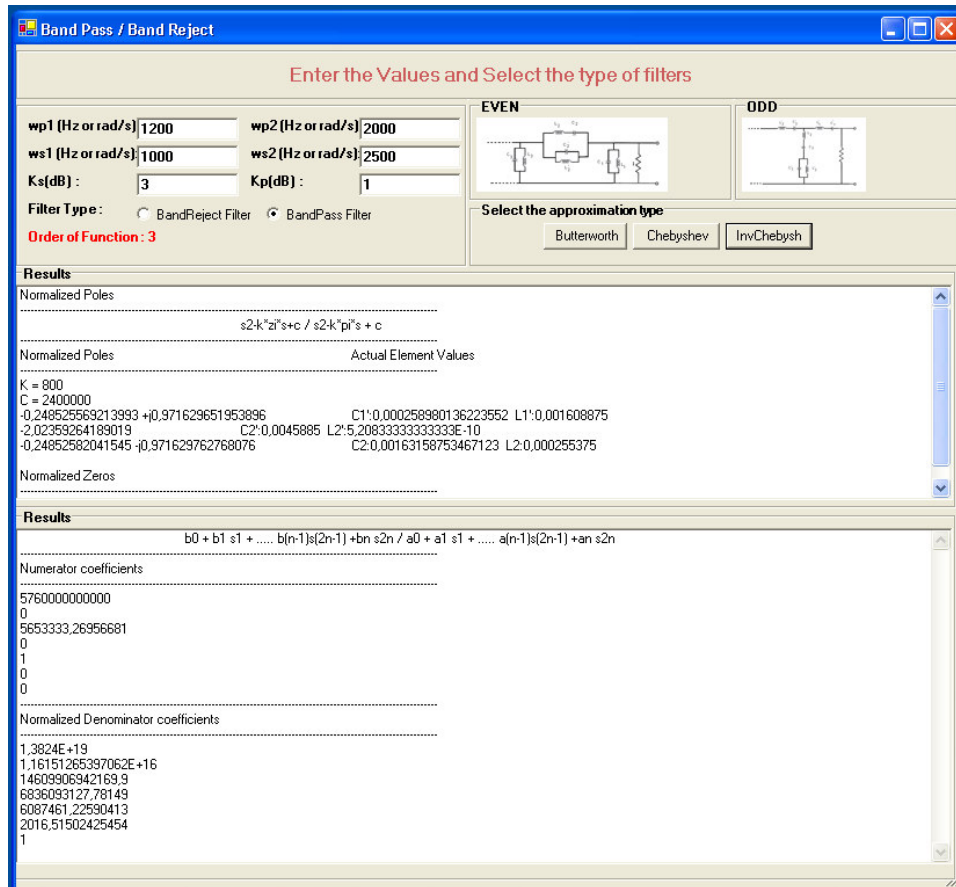 Band Pass / Band Reject
Enter the Values and Select the type of filters
wp1 (Hz or rad/s) 1200 wp2 (Hz or rad/s) 2000
ws1 (Hz or rad/s): 1000 ws2 (Hz or rad/s): 2500
Ks(dB) : 3 Kp(dB) : 1
Filter Type : BandReject Filter BandPass Filter
Order of Function : 3
EVEN
ODD
Select the approximation type
Butterworth Chebyshev InvChebysh
Results
Normalized Poles
s2-k*zi*s+c / s2-k*pi*s + c
Normalized Poles Actual Element Values
K = 800
C = 2400000
-0,248525569213993 +j0,971629651953896 C1':0,000258980136223552 L1':0,001608875
-2,02359264189019 C2':0,0045885 L2':5,20833333333333E-10
-0,24852582041545 -j0,971629762768076 C2:0,00163158753467123 L2:0,000255375
Normalized Zeros
Results
b0 + b1 s1 + ..... b(n-1)s(2n-1) +bn s2n / a0 + a1 s1 + ..... a(n-1)s(2n-1) +an s2n
Numerator coefficients
5760000000000
0
5653333,26956681
0
1
0
0
Normalized Denominator coefficients
1,3824E+19
1,16151265397062E+16
14609906942169,9
6836093127,78149
6087461,22590413
2016,51502425454
1